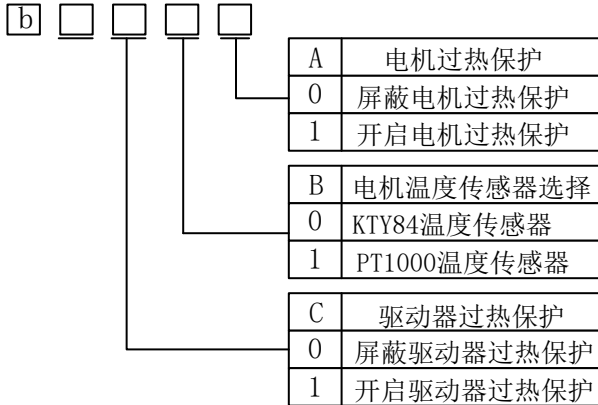 b
A 电机过热保护
0 屏蔽电机过热保护
1 开启电机过热保护
B 电机温度传感器选择
0 KTY84温度传感器
1 PT1000温度传感器
C 驱动器过热保护
0 屏蔽驱动器过热保护
1 开启驱动器过热保护